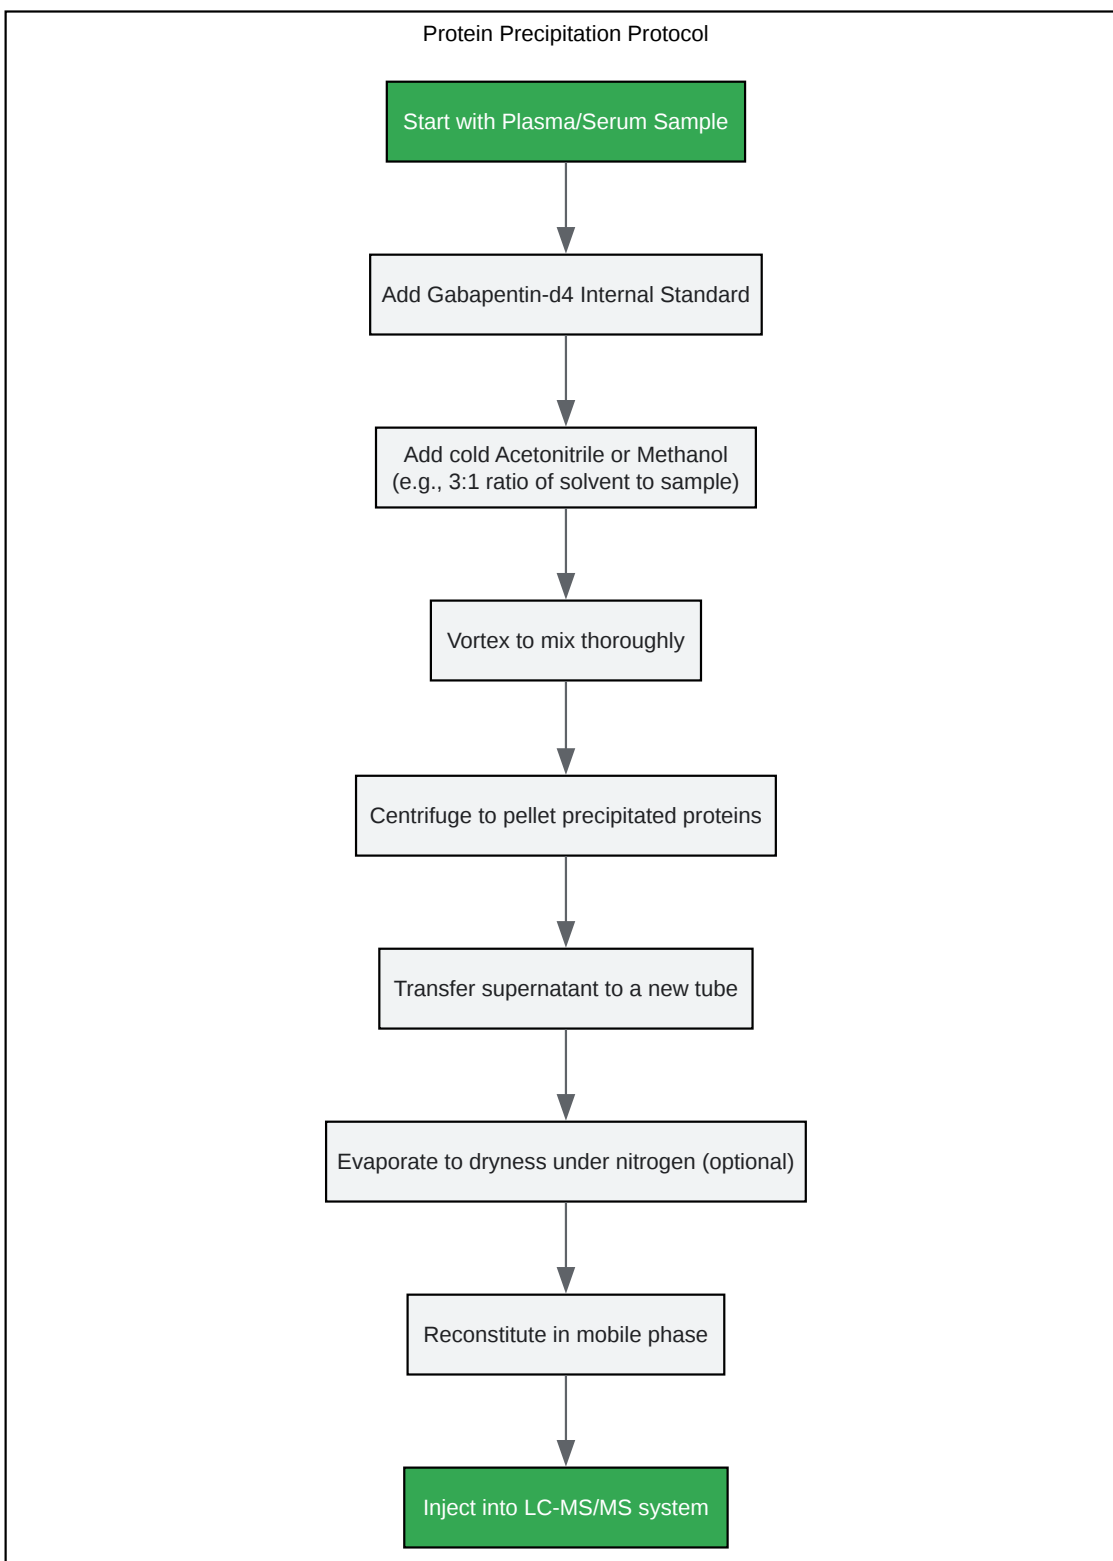 Protein Precipitation Protocol
Start with Plasma/Serum Sample
Add Gabapentin-d4 Internal Standard
Add cold Acetonitrile or Methanol
(e.g., 3:1 ratio of solvent to sample)
Vortex to mix thoroughly
Centrifuge to pellet precipitated proteins
Transfer supernatant to a new tube
Evaporate to dryness under nitrogen (optional)
Reconstitute in mobile phase
Inject into LC-MS/MS system